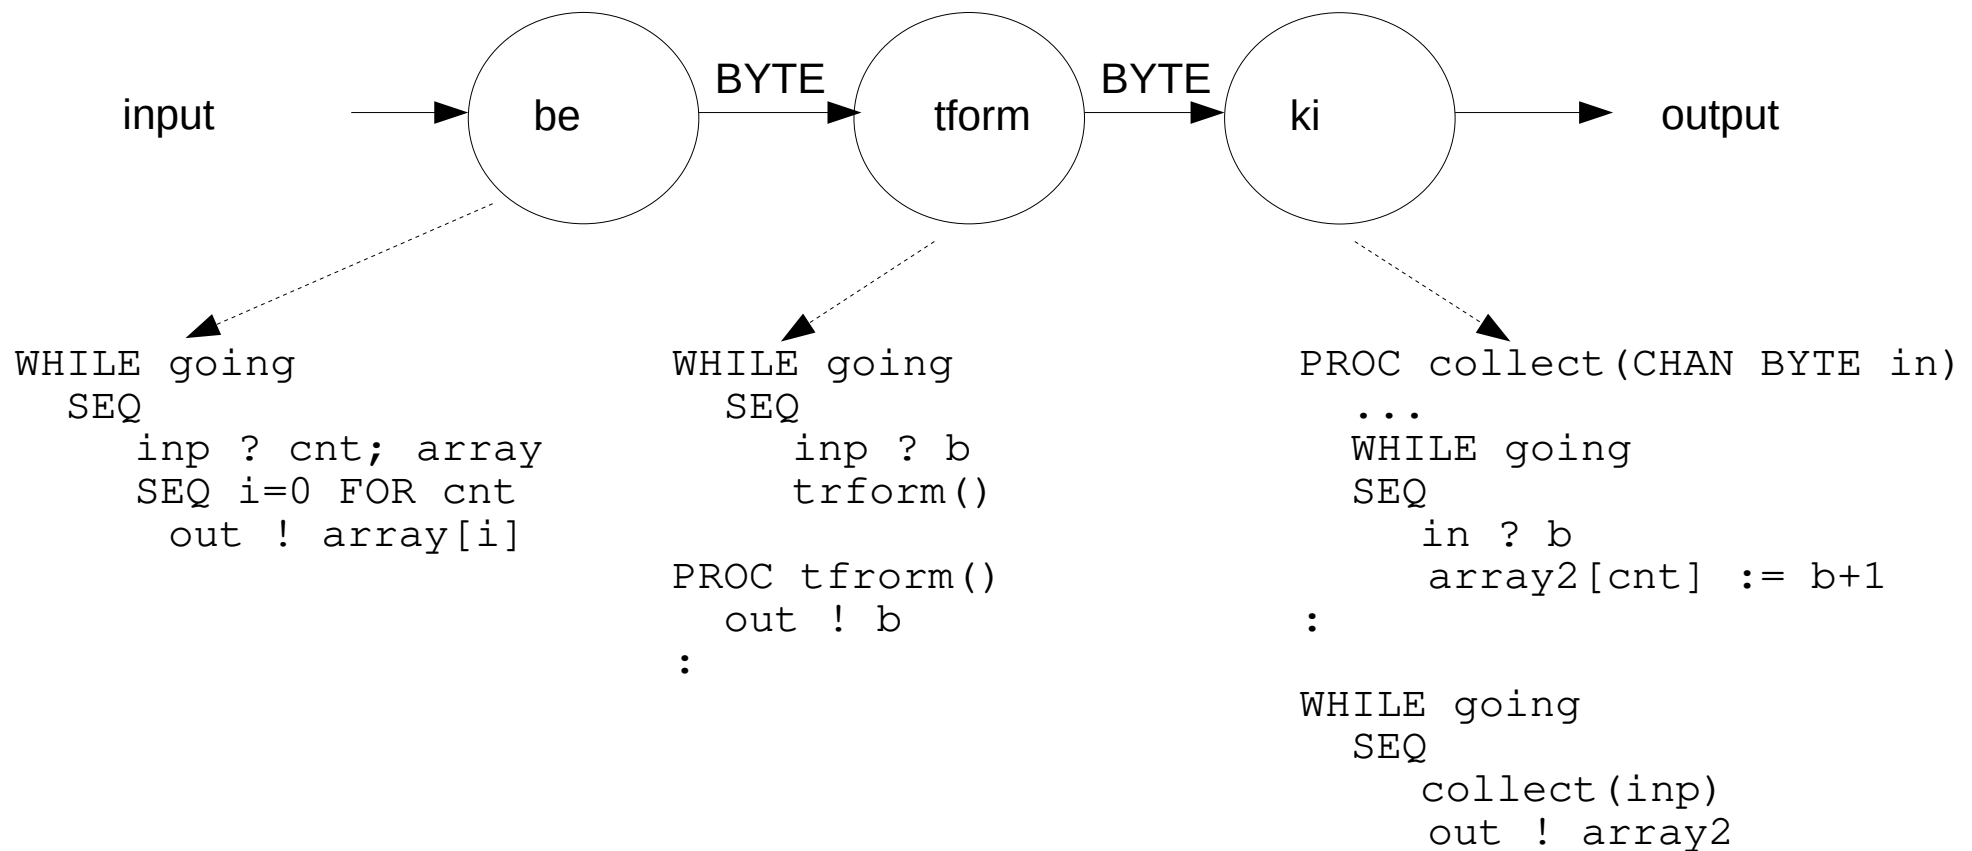 input
be
BYTE
tform
BYTE
ki
output
WHILE going
SEQ
inp ? cnt; array
SEQ i=0 FOR cnt
out ! array[i]
WHILE going
SEQ
inp ? b
trform()
PROC tfrorm()
out ! b
:
PROC collect(CHAN BYTE in)
...
WHILE going
SEQ
in ? b
array2[cnt] := b+1
:
WHILE going
SEQ
collect(inp)
out ! array2